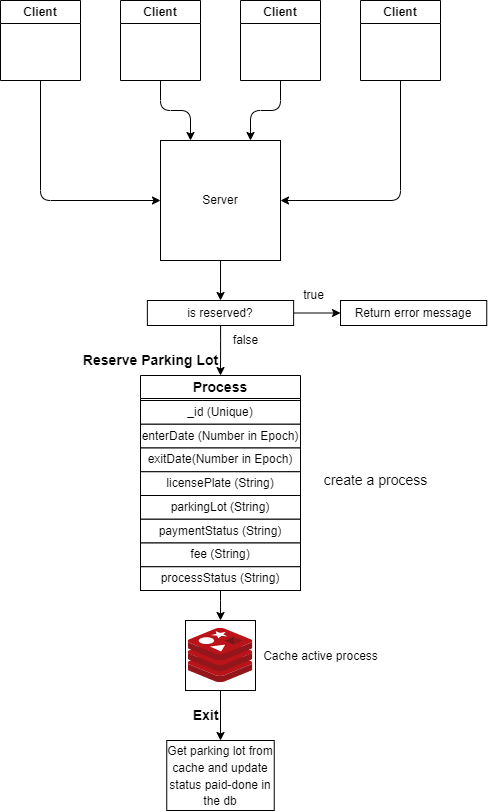 Client
Client
Client
Client
Server
true
is reserved?
Return error message
false
Reserve Parking Lot
Process
_id (Unique)
enterDate (Number in Epoch)
exitDate(Number in Epoch)
licensePlate (String)
create a process
parkingLot (String)
paymentStatus (String)
fee (String)
processStatus (String)
Cache active process
Exit
Get parking lot from
cache and update
status paid-done in
the db